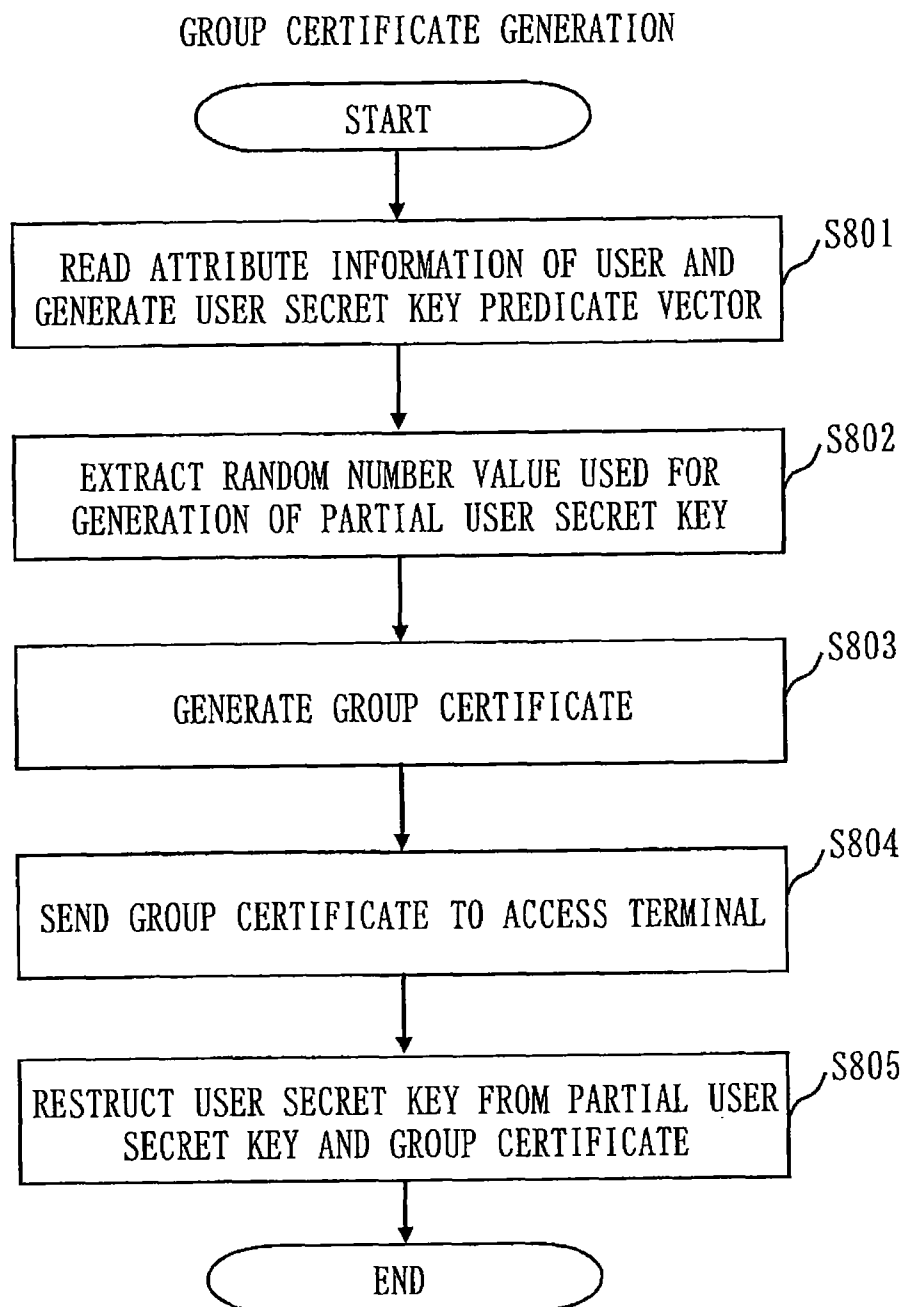 GROUP CERTIFICATE GENERATION
START
S801
READ ATTRIBUTE INFORMATION OF USER AND
GENERATE USER SECRET KEY PREDICATE VECTOR
S802
EXTRACT RANDOM NUMBER VALUE USED FOR
GENERATION OF PARTIAL USER SECRET KEY
S803
GENERATE GROUP CERTIFICATE
S804
SEND GROUP CERTIFICATE TO ACCESS TERMINAL
S805
RESTRUCT USER SECRET KEY FROM PARTIAL USER
SECRET KEY AND GROUP CERTIFICATE
END